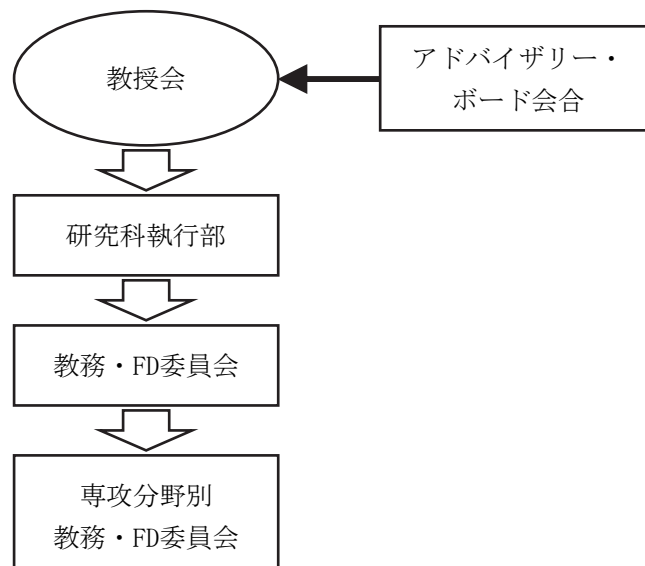 教授会
アドバイザリー・
ボード会合
研究科執行部
教務・FD委員会
専攻分野別
教務・FD委員会